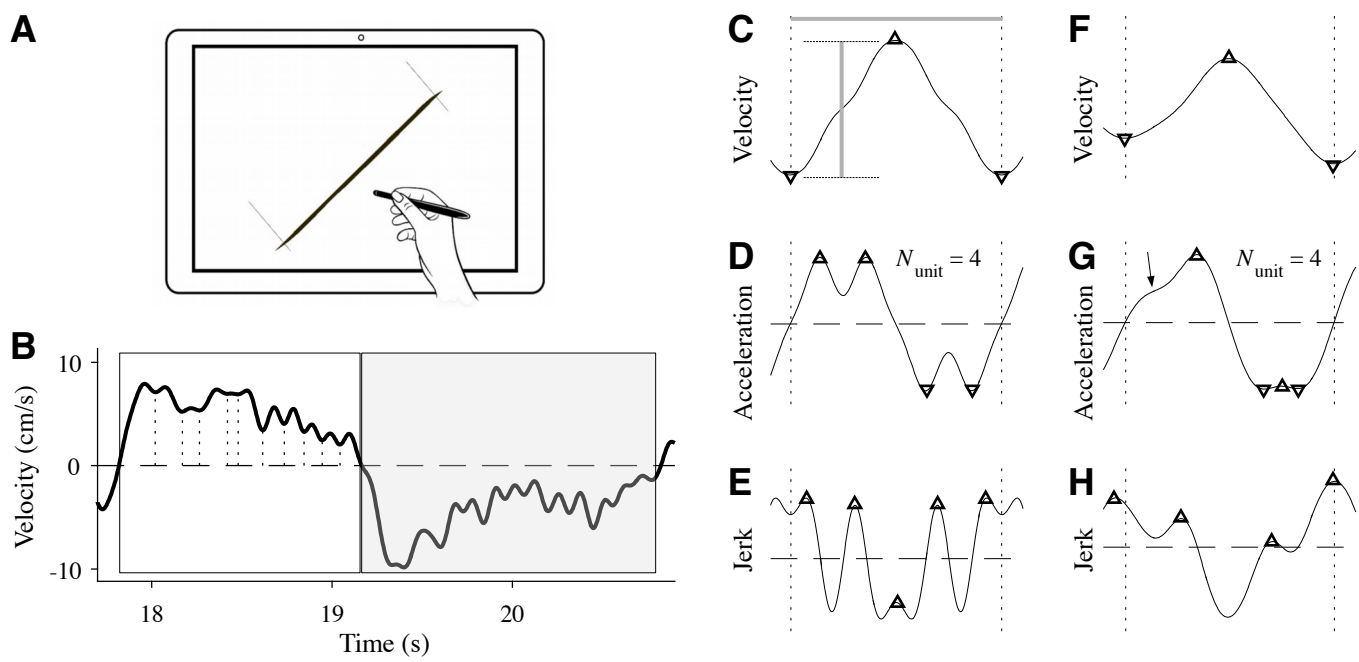 A
B
Velocity (cm/s)
10
0
-10
18
19
20
Time (s)
C
Velocity
D
Acceleration
N unit = 4
E
Jerk
F
Velocity
G
Acceleration
N unit = 4
H
Jerk